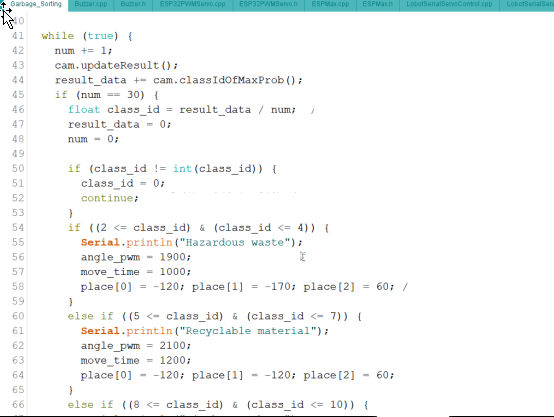 Garbage_Sorting Buzzer.cpp Buzzer.h ESP32PWMServo.cpp ESP32PWMServo.h ESPMax.cpp ESPMax.h LobotSerialServoControl.cpp LobotSerialServo
40
41 while (true) {
42 num += 1;
43 cam.updateResult();
44 result_data += cam.classIdOfMaxProb();
45 if (num == 30) {
46 float class_id = result_data / num; /
47 result_data = 0;
48 num = 0;
49
50 if (class_id != int(class_id)) {
51 class_id = 0;
52 continue;
53 }
54 if ((2 <= class_id) & (class_id <= 4)) {
55 Serial.println("Hazardous waste");
56 angle_pwm = 1900;
57 move_time = 1000;
58 place[0] = -120; place[1] = -170; place[2] = 60; /
59 }
60 else if ((5 <= class_id) & (class_id <= 7)) {
61 Serial.println("Recyclable material");
62 angle_pwm = 2100;
63 move_time = 1200;
64 place[0] = -120; place[1] = -120; place[2] = 60;
65 }
66 else if ((8 <= class_id) & (class_id <= 10)) {